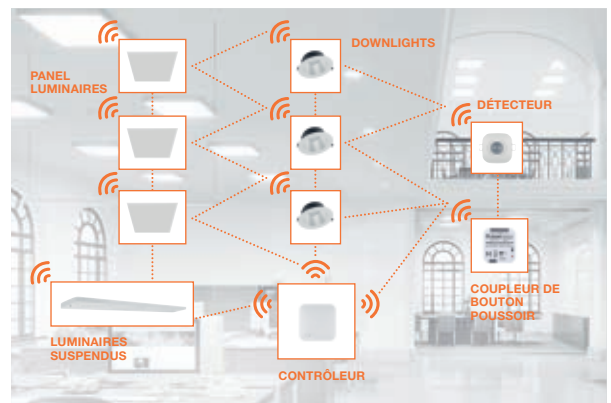 DOWNLIGHTS
PANEL
LUMINAIRES
DÉTECTEUR
COUPLEUR DE
BOUTON
POUSSOIR
LUMINAIRES
SUSPENDUS
CONTRÔLEUR